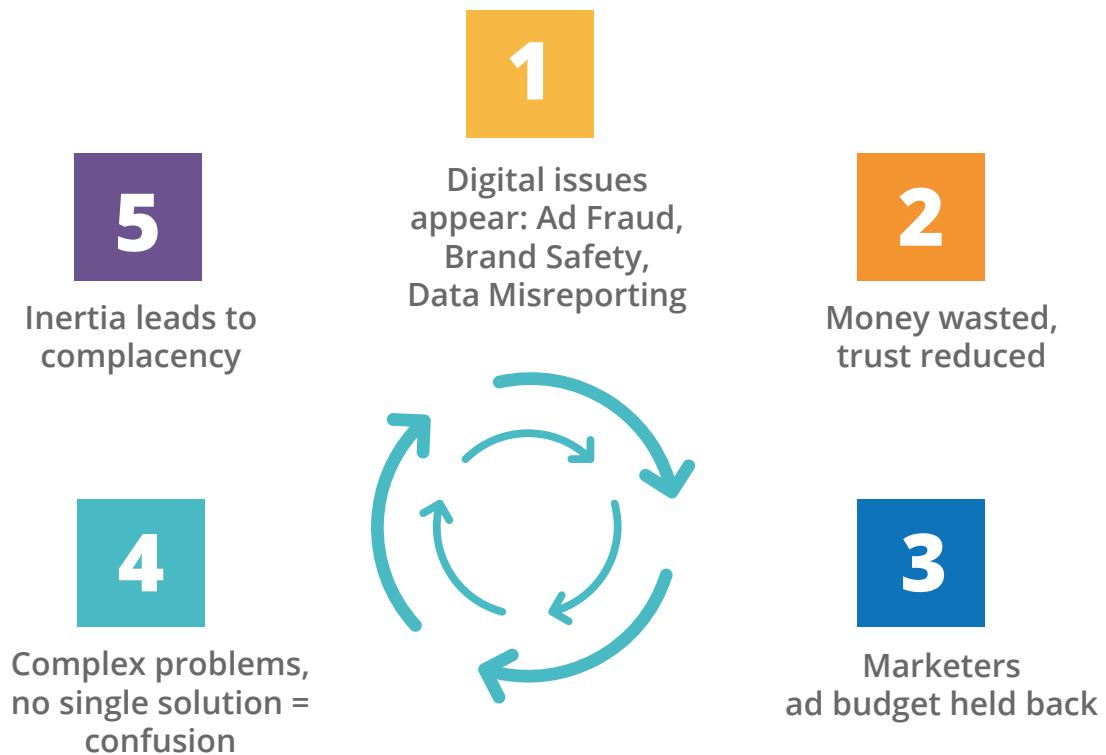 1
Digital issues
appear: Ad Fraud,
Brand Safety,
Data Misreporting
2
Money wasted,
trust reduced
3
Marketers
ad budget held back
4
Complex problems,
no single solution =
confusion
5
Inertia leads to
complacency